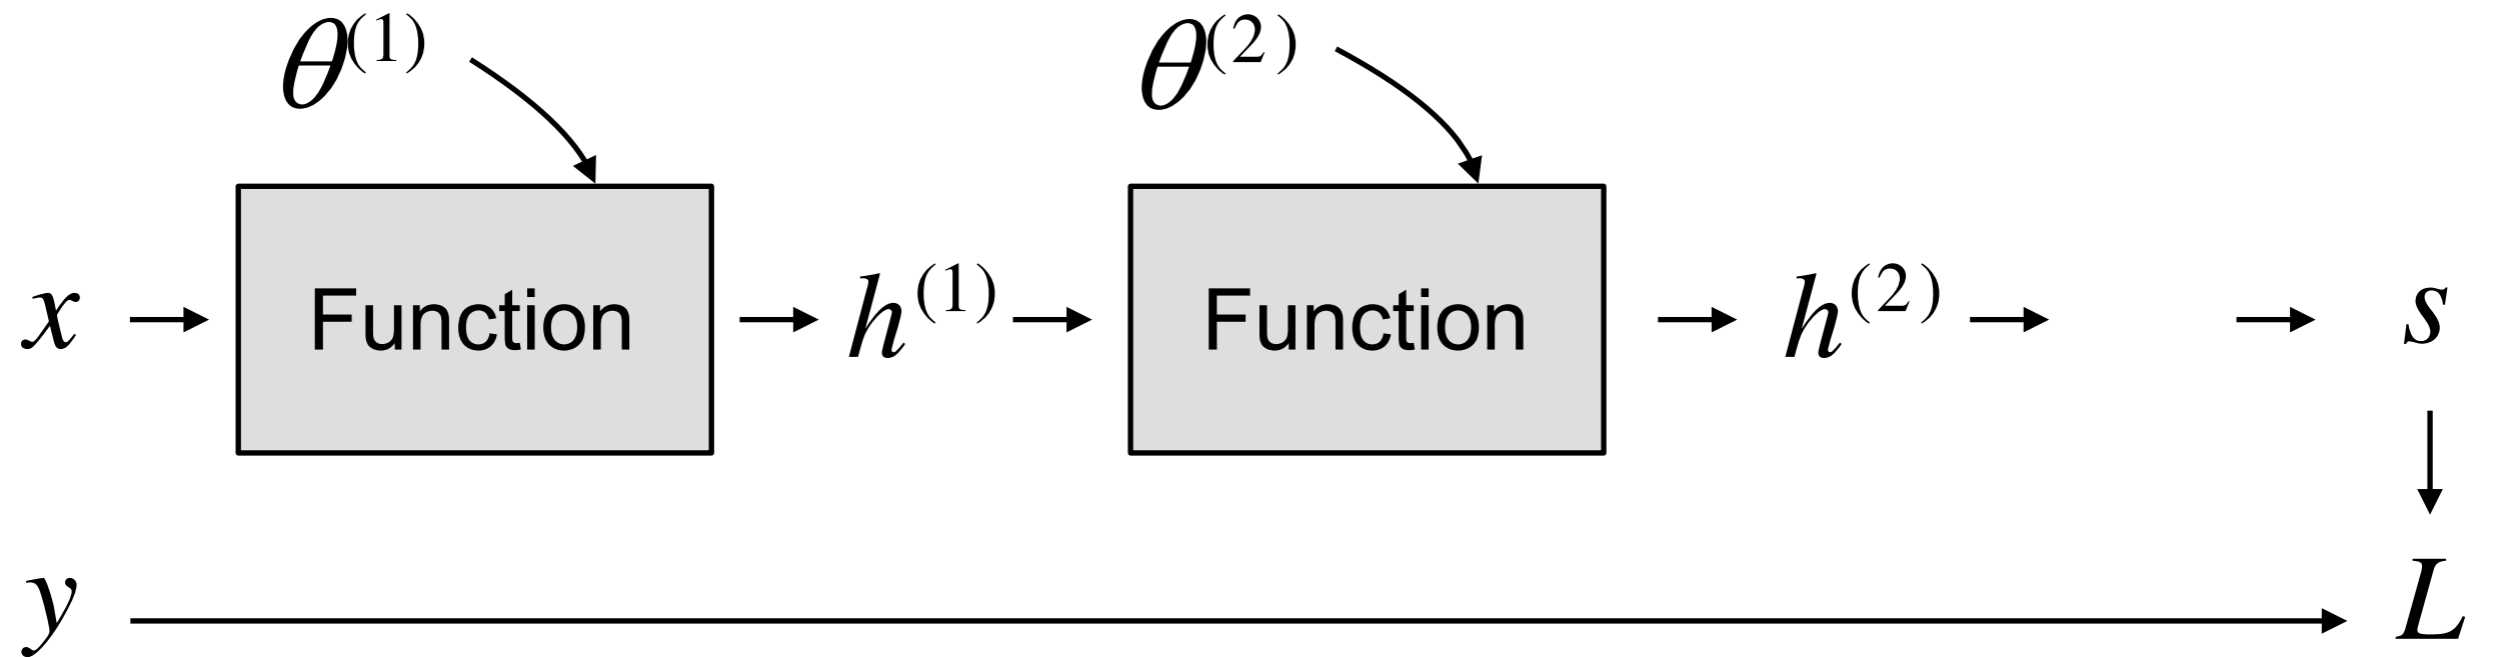 θ(1) θ(2)
x Function h(1) Function h(2) s
y L